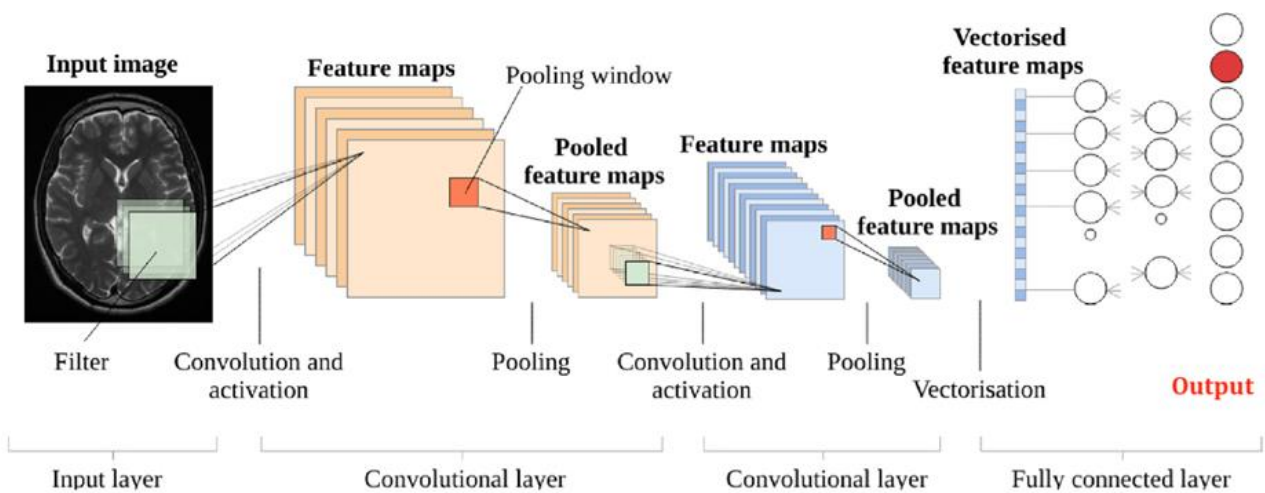 Input image
Feature maps
Pooling window
Pooled
feature maps
Feature maps
Pooled
feature maps
Vectorised
feature maps
Filter
Convolution and
activation
Pooling
Convolution and
activation
Pooling
Vectorisation
Output
Input layer
Convolutional layer
Convolutional layer
Fully connected layer